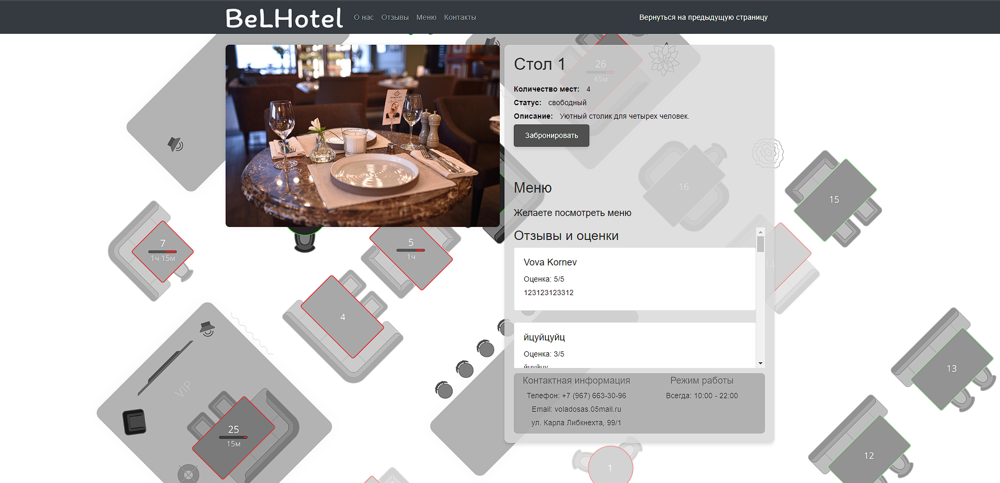 BeLHotel
О нас Отзывы Меню Контакты
Вернуться на предыдущую страницу
Стол 1
Количество мест: 4
Статус: свободный
Описание: Уютный столик для четырех человек.
Забронировать
Меню
Желаете посмотреть меню
Отзывы и оценки
Vova Kornev
Оценка: 5/5
123123123312
йцуйцуйц
Оценка: 3/5
йцуйцу
Контактная информация
Телефон: +7 (967) 663-30-96
Email: voladosas.05mail.ru
ул. Карла Либкнехта, 99/1
Режим работы
Всегда: 10:00 - 22:00
26
45м
16
15
7
1ч 15м
5
1ч
14
4
VIP
13
25
15м
12
1